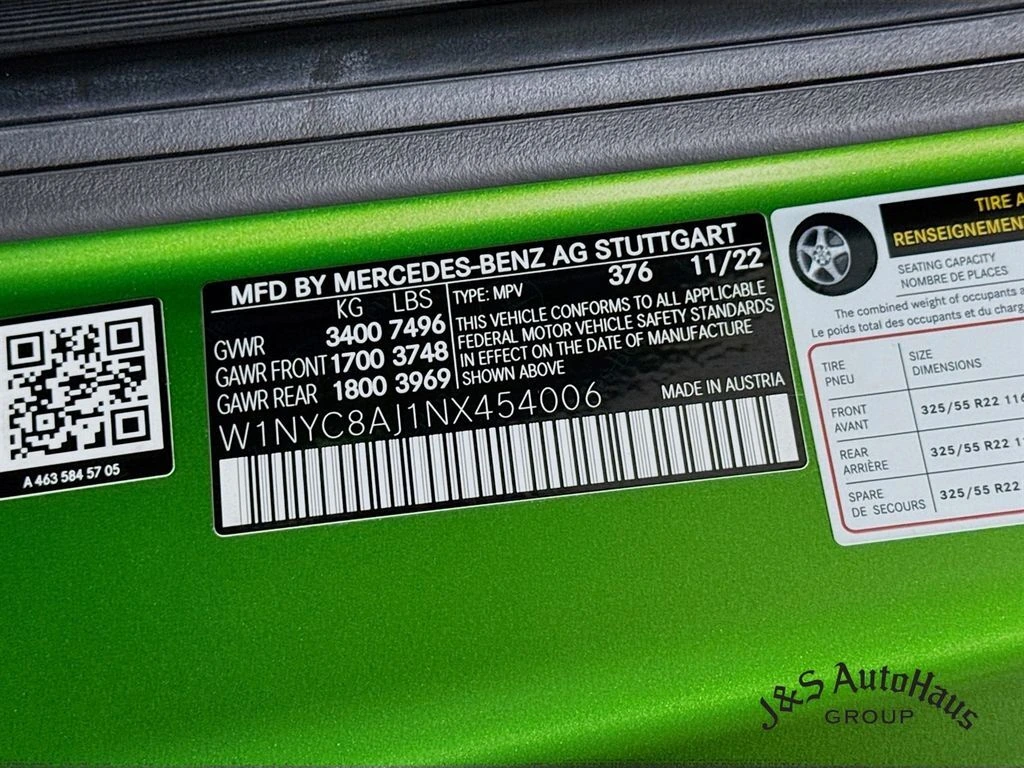 A 463 584 57 05
MFD BY MERCEDES-BENZ AG STUTTGART
KG LBS
GVWR 3400 7496
GAWR FRONT 1700 3748
GAWR REAR 1800 3969
TYPE: MPV 376 11/22
THIS VEHICLE CONFORMS TO ALL APPLICABLE
FEDERAL MOTOR VEHICLE SAFETY STANDARDS
IN EFFECT ON THE DATE OF MANUFACTURE
SHOWN ABOVE
W1NYC8AJ1NX454006
MADE IN AUSTRIA
TIRE
SEATING CAPACITY
NOMBRE DE PLACES
The combined weight of occupants
Le poids total des occupants et du
TIRE
PNEU
SIZE
DIMENSIONS
FRONT
AVANT
325/55 R22
REAR
ARRIÈRE
325/55 R22
SPARE
DE SECOURS
325/55 R22
J&S AutoHaus
GROUP